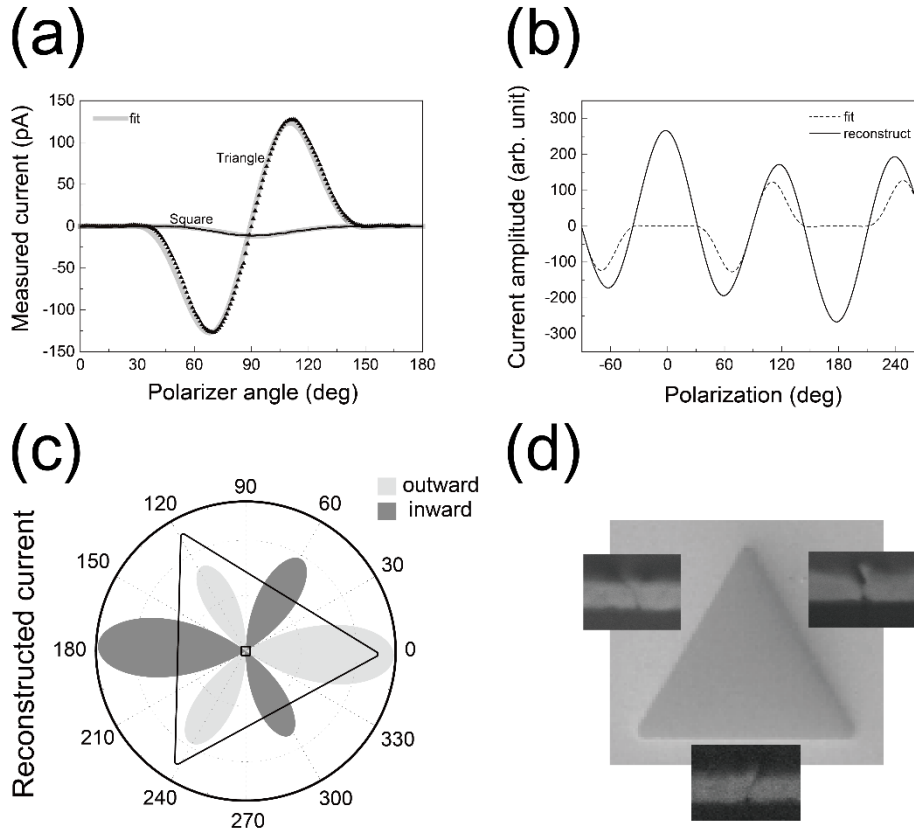 (a)
Measured current (pA)
150
100
50
0
-50
-100
-150
fit
Triangle
Square
0
30
60
90
120
150
180
Polarizer angle (deg)
(b)
Current amplitude (arb. unit)
300
200
100
0
-100
-200
-300
fit
reconstruct
-60
0
60
120
180
240
Polarization (deg)
(c)
Reconstructed current
outward
inward
90
120
60
150
30
180
0
210
330
240
300
270
(d)